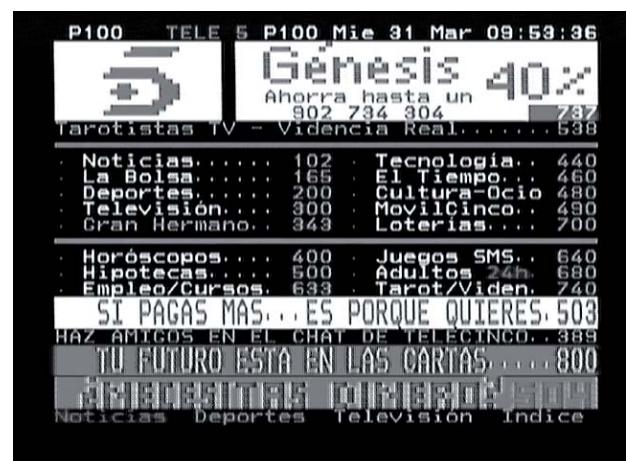 P100 TELE 5 P100 Mie 31 Mar 09:53:36
5
Génesis 40%
Ahorra hasta un
902 734 304 737
Tarotistas TV - Videncia Real....... 538
Noticias...... 102
La Bolsa...... 165
Deportes...... 200
Televisión.... 300
Gran Hermano.. 343
Tecnología.. 440
El Tiempo... 460
Cultura-Ocio 480
MovilCinco.. 490
Loterías.... 700
Horóscopos.... 400
Hipotecas..... 500
Empleo/Cursos. 633
Juegos SMS.. 640
Adultos 24h. 680
Tarot/Viden. 740
SI PAGAS MAS...ES PORQUE QUIERES. 503
HAZ AMIGOS EN EL CHAT DE TELECINCO.. 389
TU FUTURO ESTA EN LAS CARTAS..... 800
¿NECESITAS DINERO? 504
Noticias Deportes Televisión Indice